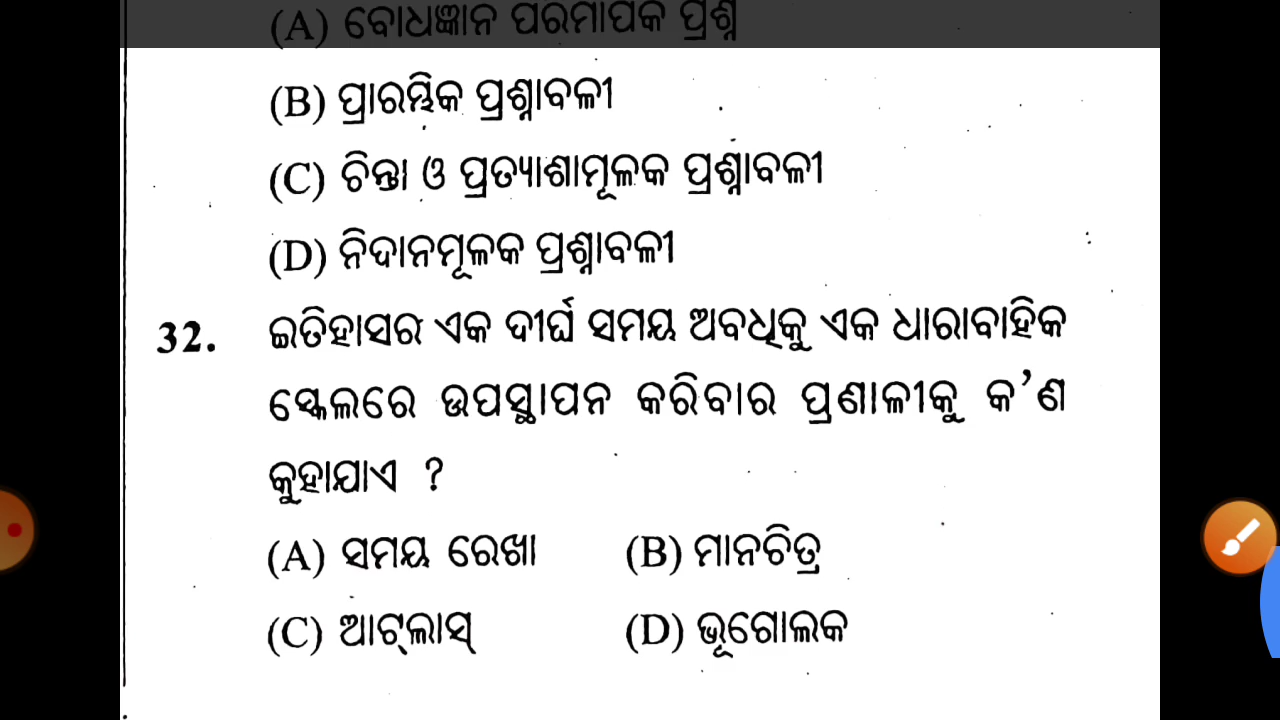 (A) ବୋଧଜ୍ଞାନ ପରିମାପକ ପ୍ରଶ୍ନ
(B) ପ୍ରାରମ୍ଭିକ ପ୍ରଶ୍ନାବଳୀ
(C) ଚିନ୍ତା ଓ ପ୍ରତ୍ୟାଶାମୂଳକ ପ୍ରଶ୍ନାବଳୀ
(D) ନିଦାନମୂଳକ ପ୍ରଶ୍ନାବଳୀ
32. ଇତିହାସର ଏକ ଦୀର୍ଘ ସମୟ ଅବଧିକୁ ଏକ ଧାରାବାହିକ
ସ୍କେଲରେ ଉପସ୍ଥାପନ କରିବାର ପ୍ରଣାଳୀକୁ କ’ଣ
କୁହାଯାଏ ?
(A) ସମୟ ରେଖା (B) ମାନଚିତ୍ର
(C) ଆଟ୍‌ଲାସ୍ (D) ଭୂଗୋଲକ